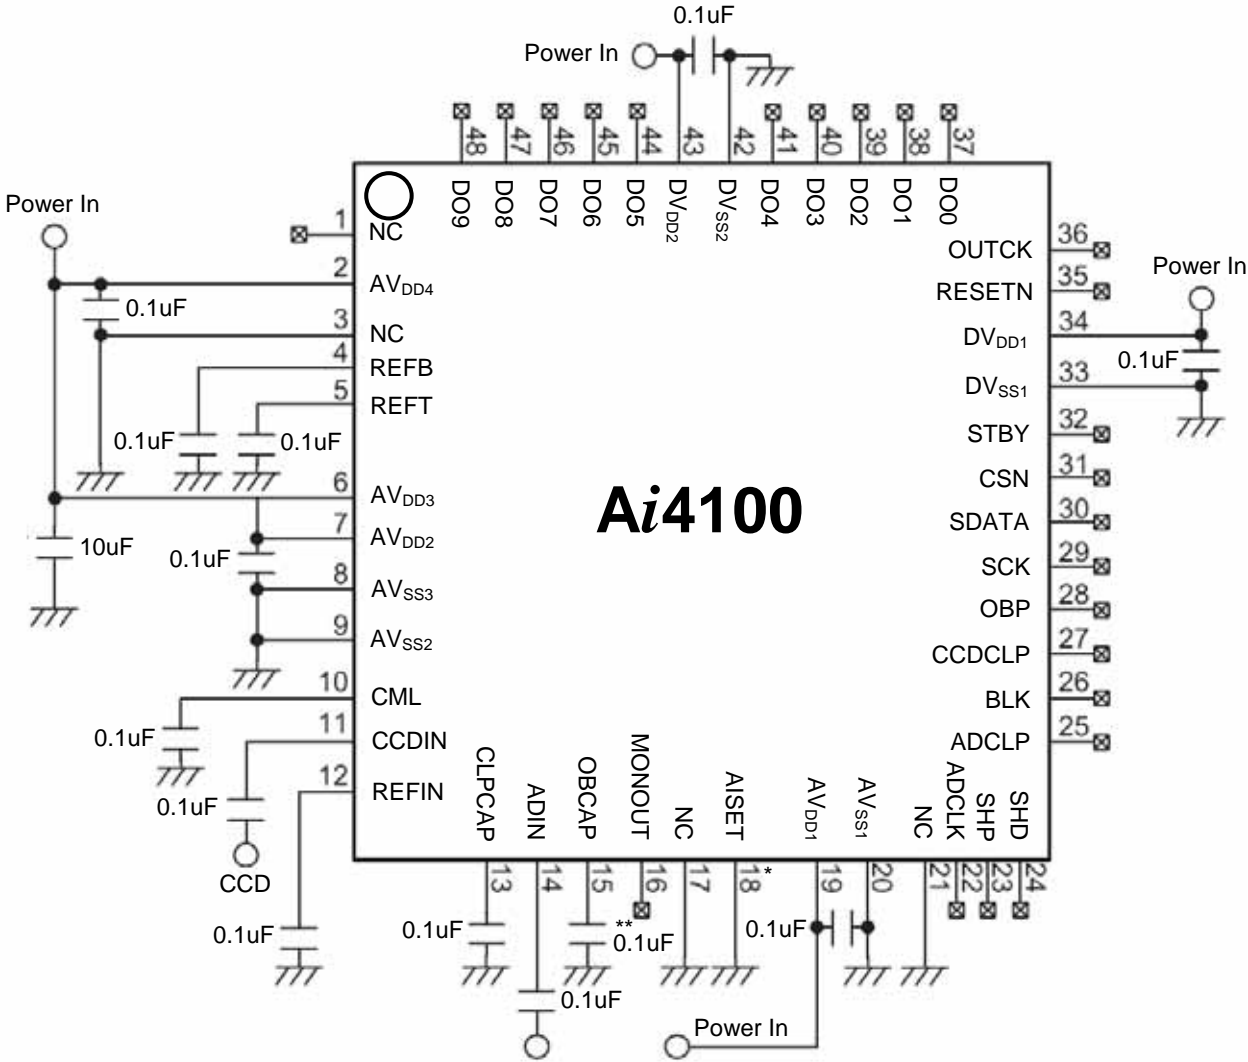 0.1uF
Power In
48
47
46
45
44
43
42
41
40
39
38
37
DO9
DO8
DO7
DO6
DO5
DVDD2
DVSS2
DO4
DO3
DO2
DO1
DO0
Power In
1
NC
2
AVDD4
0.1uF
3
NC
4
REFB
5
REFT
0.1uF
0.1uF
6
AVDD3
7
AVDD2
10uF
0.1uF
8
AVSS3
9
AVSS2
10
CML
0.1uF
11
CCDIN
12
REFIN
0.1uF
CCD
0.1uF
Ai4100
36
OUTCK
35
RESETN
Power In
34
DVDD1
0.1uF
33
DVSS1
32
STBY
31
CSN
30
SDATA
29
SCK
28
OBP
27
CCDCLP
26
BLK
25
ADCLP
CLPCAP
ADIN
OBCAP
MONOUT
NC
AISET
AVDD1
AVSS1
NC
ADCLK
SHP
SHD
13
14
15
16
17
18
*
19
20
21
22
23
24
0.1uF
**
0.1uF
0.1uF
0.1uF
Power In